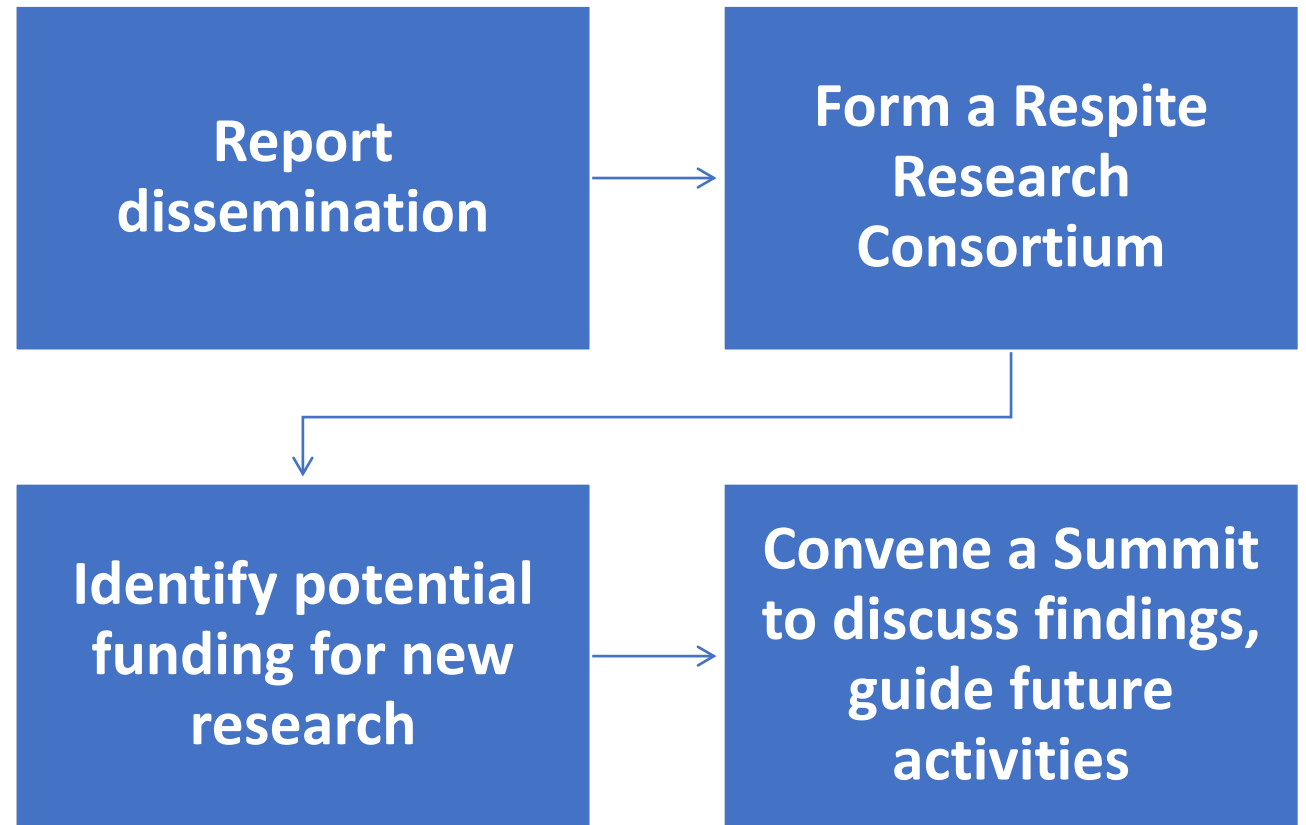 Report
dissemination
Form a Respite
Research
Consortium
Identify potential
funding for new
research
Convene a Summit
to discuss findings,
guide future
activities